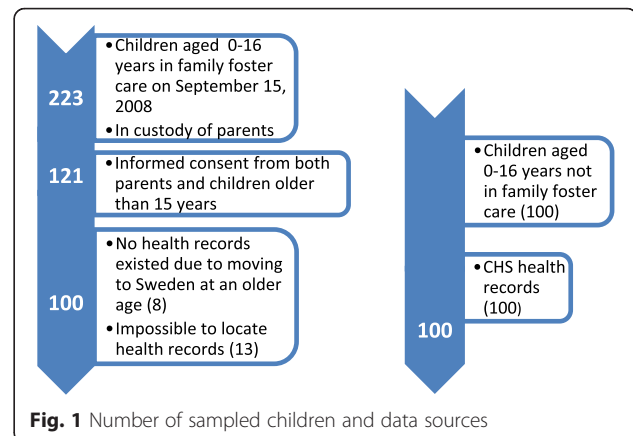 223
•Children aged 0-16
years in family foster
care on September 15,
2008
•In custody of parents
121
•Informed consent from both
parents and children older
than 15 years
100
•No health records
existed due to moving
to Sweden at an older
age (8)
•Impossible to locate
health records (13)
•Children aged
0-16 years not
in family foster
care (100)
•CHS health
records
(100)
100
Fig. 1 Number of sampled children and data sources